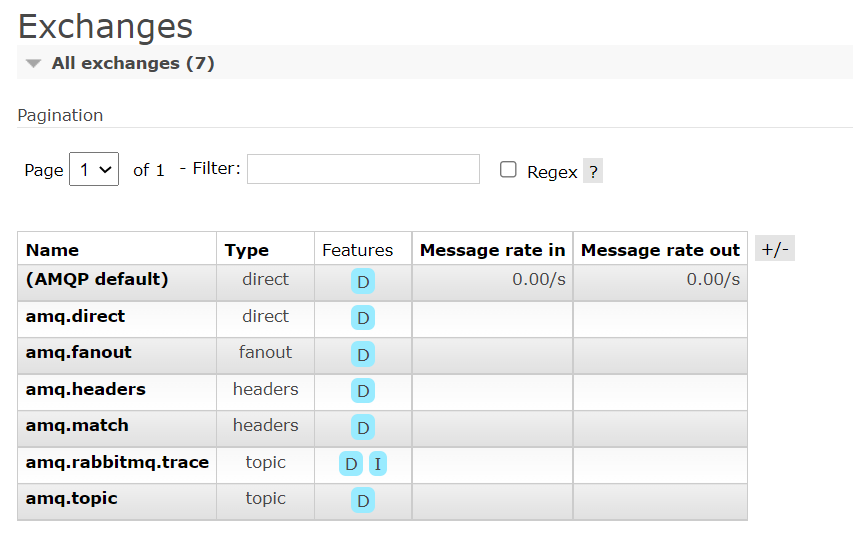 Exchanges
All exchanges (7)
Pagination
Page 1 of 1 - Filter: Regex ?
Name Type Features Message rate in Message rate out +/-
(AMQP default) direct D 0.00/s 0.00/s
amq.direct direct D
amq.fanout fanout D
amq.headers headers D
amq.match headers D
amq.rabbitmq.trace topic D I
amq.topic topic D